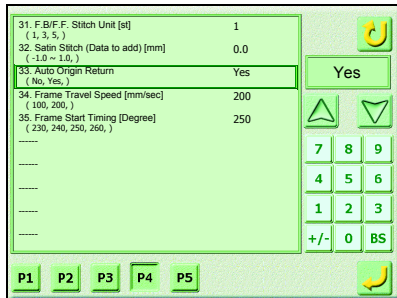 31. F.B/F.F. Stitch Unit [st] 1
( 1, 3, 5, )
32. Satin Stitch (Data to add) [mm] 0.0
( -1.0 ~ 1.0, )
33. Auto Origin Return Yes
( No, Yes, )
34. Frame Travel Speed [mm/sec] 200
( 100, 200, )
35. Frame Start Timing [Degree] 250
( 230, 240, 250, 260, )
------
------
------
------
------
Yes
7 8 9
4 5 6
1 2 3
+/- 0 BS
P1 P2 P3 P4 P5